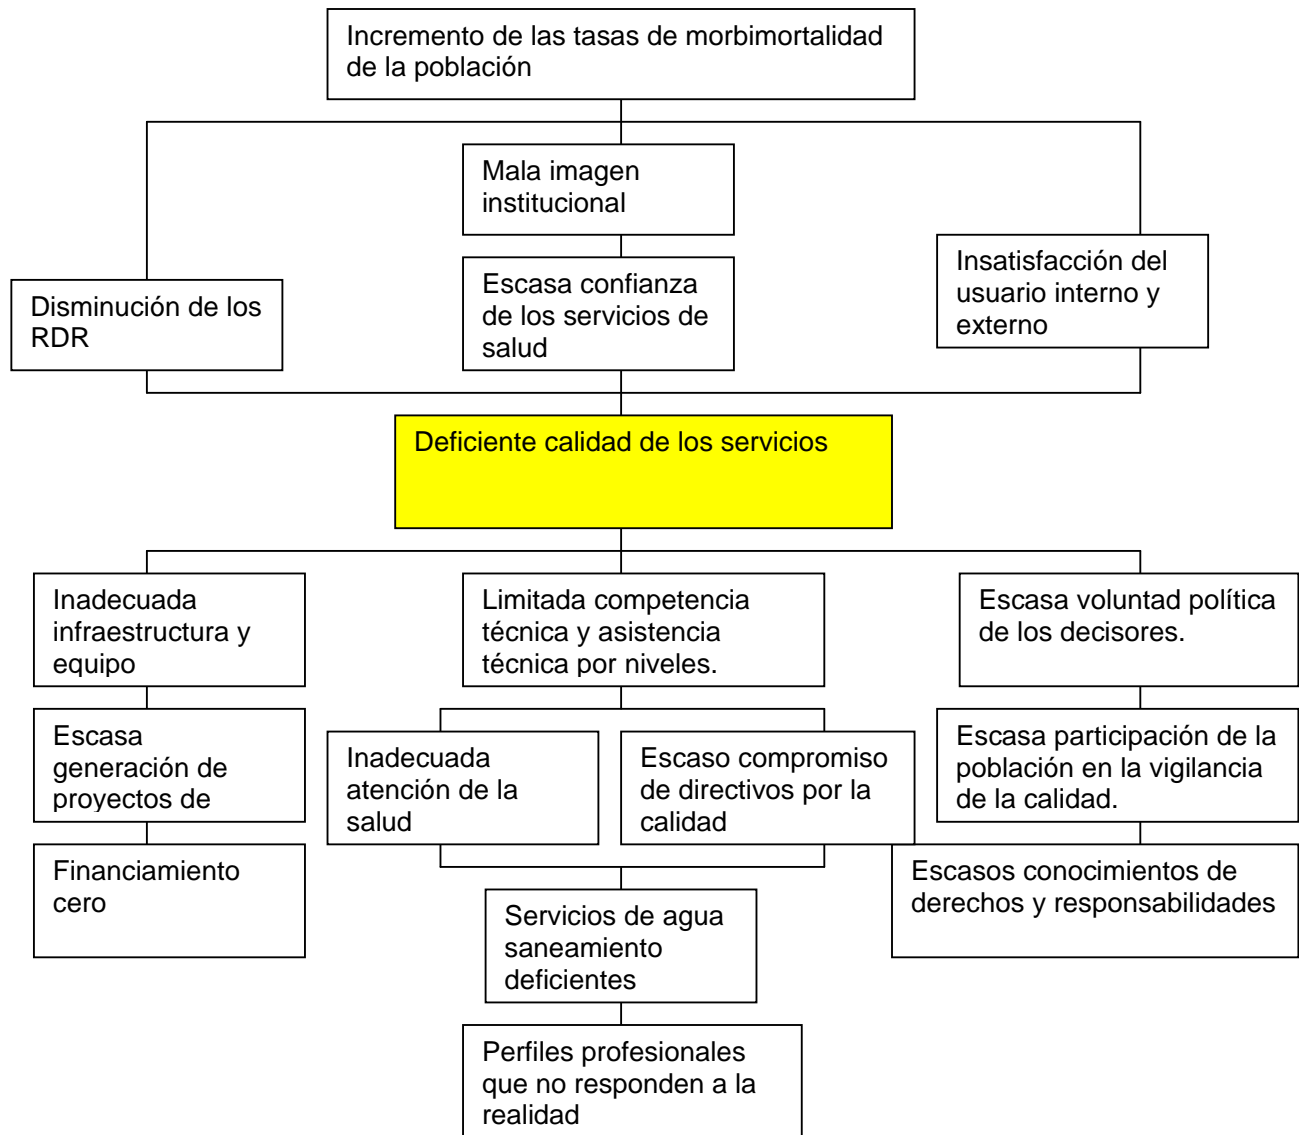 Incremento de las tasas de morbimortalidad
de la población
Mala imagen
institucional
Insatisfacción del
usuario interno y
externo
Disminución de los
RDR
Escasa confianza
de los servicios de
salud
Deficiente calidad de los servicios
Inadecuada
infraestructura y
equipo
Limitada competencia
técnica y asistencia
técnica por niveles.
Escasa voluntad política
de los decisores.
Escasa
generación de
proyectos de
Inadecuada
atención de la
salud
Escaso compromiso
de directivos por la
calidad
Escasa participación de la
población en la vigilancia
de la calidad.
Financiamiento
cero
Escasos conocimientos de
derechos y responsabilidades
Servicios de agua
saneamiento
deficientes
Perfiles profesionales
que no responden a la
realidad